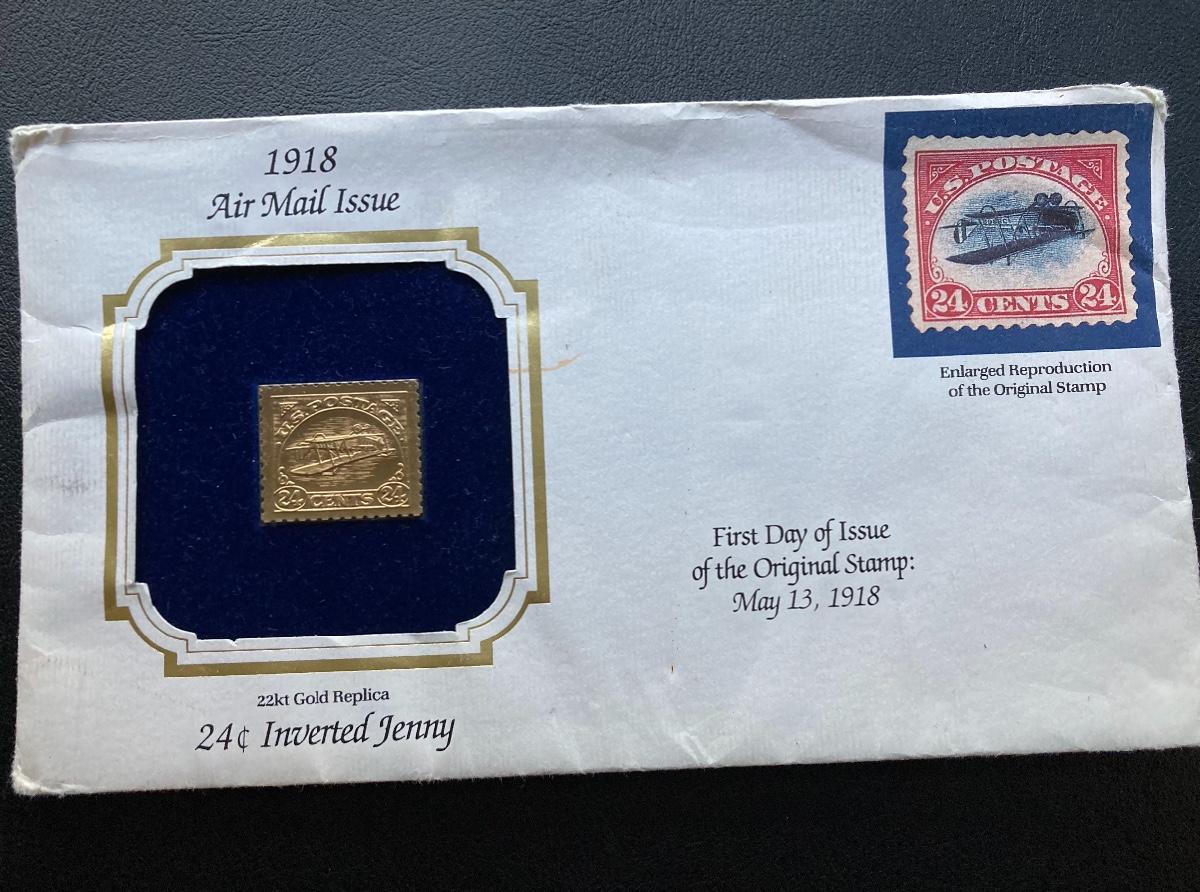 1918
Air Mail Issue
U.S. POSTAGE
24 CENTS 24
22kt Gold Replica
24¢ Inverted Jenny
U.S. POSTAGE
24 CENTS 24
Enlarged Reproduction
of the Original Stamp
First Day of Issue
of the Original Stamp:
May 13, 1918